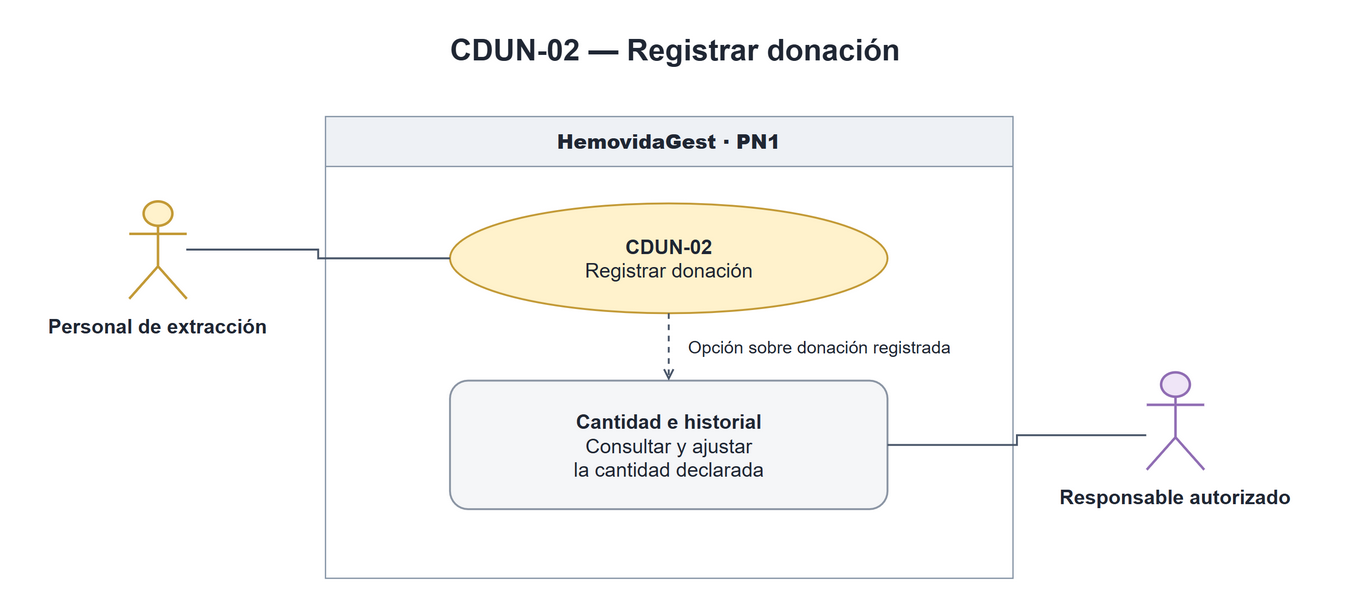 CDUN-02 — Registrar donación
HemovidaGest · PN1
CDUN-02
Registrar donación
Personal de extracción
Opción sobre donación registrada
Cantidad e historial
Consultar y ajustar
la cantidad declarada
Responsable autorizado